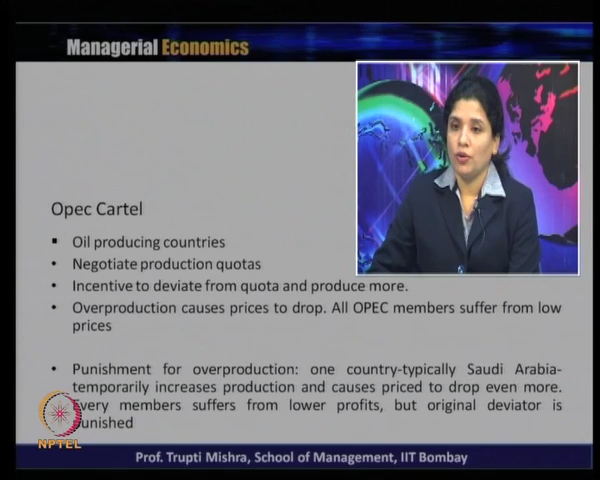 Managerial Economics
Opec Cartel
▪ Oil producing countries
• Negotiate production quotas
• Incentive to deviate from quota and produce more.
• Overproduction causes prices to drop. All OPEC members suffer from low
prices
• Punishment for overproduction: one country-typically Saudi Arabia-
temporarily increases production and causes priced to drop even more.
Every members suffers from lower profits, but original deviator is
punished
NPTEL
Prof. Trupti Mishra, School of Management, IIT Bombay